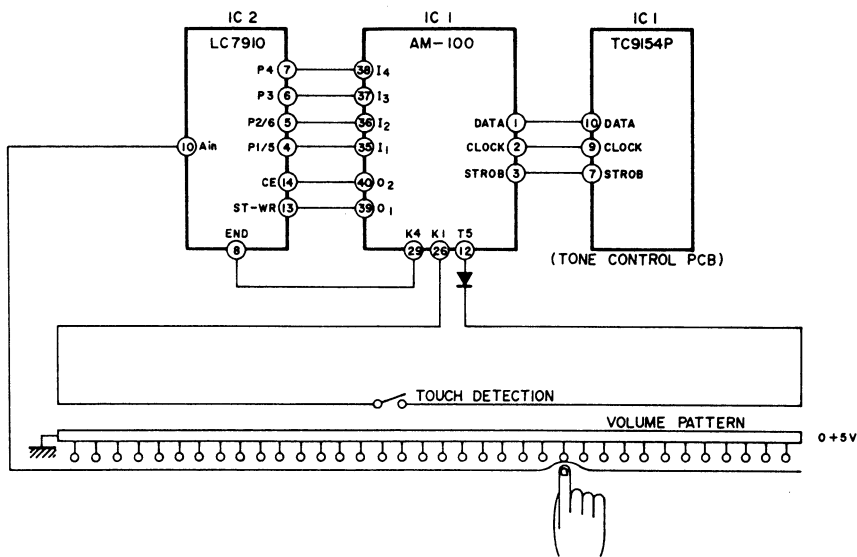 IC 2 IC 1 IC 1
LC7910 AM-100 TC9154P
P4 7 38 I4
P3 6 37 I3
P2/6 5 36 I2 DATA 1 10 DATA
10 Ain P1/5 4 35 I1 CLOCK 2 9 CLOCK
CE 14 40 O2 STROB 3 7 STROB
ST-WR 13 39 O1
END K4 K1 T5
8 29 26 12
(TONE CONTROL PCB)
TOUCH DETECTION
VOLUME PATTERN
0+5V